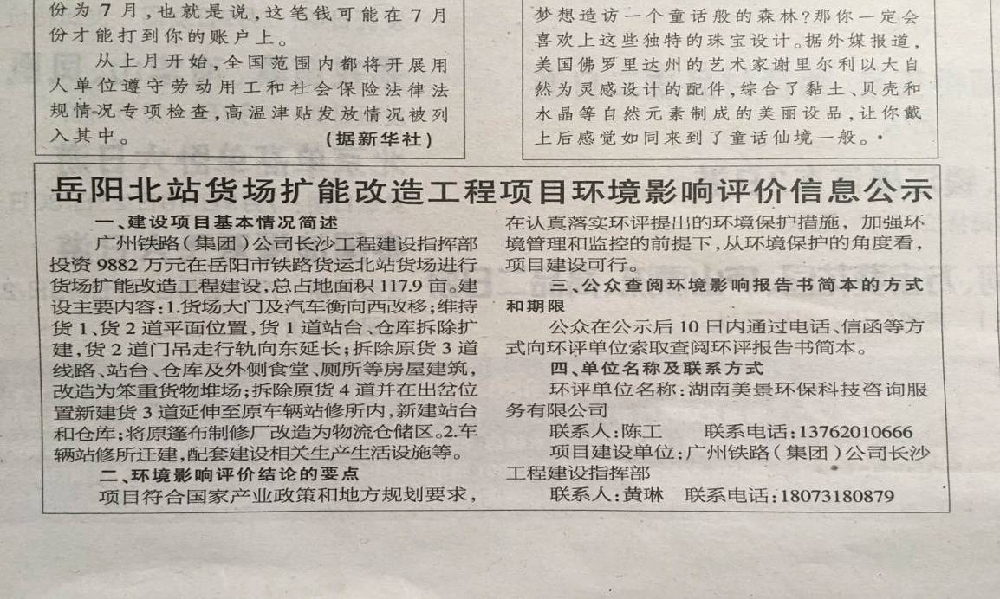 份为7月,也就是说,这笔钱可能在7月
份才能打到你的账户上。
从上月开始,全国范围内都将开展用
人单位遵守劳动用工和社会保险法律法
规情况专项检查,高温津贴发放情况被列
入其中。 (据新华社)
梦想造访一个童话般的森林?那你一定会
喜欢上这些独特的珠宝设计。据外媒报道,
美国佛罗里达州的艺术家谢里尔利以大自
然为灵感设计的配件,综合了黏土、贝壳和
水晶等自然元素制成的美丽设品,让你戴
上后感觉如同来到了童话仙境一般。
岳阳北站货场扩能改造工程项目环境影响评价信息公示
一、建设项目基本情况简述
广州铁路(集团)公司长沙工程建设指挥部
投资9882万元在岳阳市铁路货运北站货场进行
货场扩能改造工程建设,总占地面积117.9亩。建
设主要内容:1.货场大门及汽车衡向西改移;维持
货1、货2道平面位置,货1道站台、仓库拆除扩
建,货2道门吊走行轨向东延长;拆除原货3道
线路、站台、仓库及外侧食堂、厕所等房屋建筑,
改造为笨重货物堆场;拆除原货4道并在出岔位
置新建货3道延伸至原车辆站修所内,新建站台
和仓库;将原篷布制修厂改造为物流仓储区。2.车
辆站修所迁建,配套建设相关生产生活设施等。
二、环境影响评价结论的要点
项目符合国家产业政策和地方规划要求,
在认真落实环评提出的环境保护措施,加强环
境管理和监控的前提下,从环境保护的角度看,
项目建设可行。
三、公众查阅环境影响报告书简本的方式
和期限
公众在公示后10日内通过电话、信函等方
式向环评单位索取查阅环评报告书简本。
四、单位名称及联系方式
环评单位名称:湖南美景环保科技咨询服
务有限公司
联系人:陈工 联系电话:13762010666
项目建设单位:广州铁路(集团)公司长沙
工程建设指挥部
联系人:黄琳 联系电话:18073180879